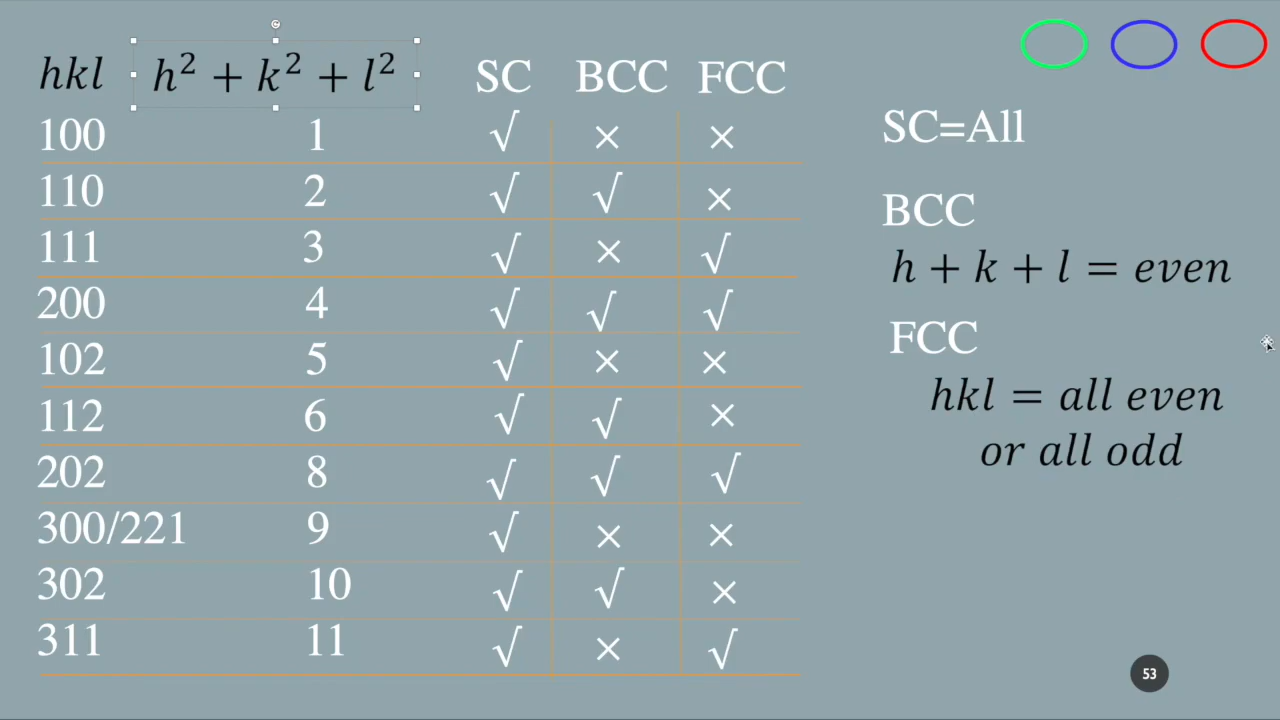 hkl h² + k² + l² SC BCC FCC
100 1 √ × ×
110 2 √ √ ×
111 3 √ × √
200 4 √ √ √
102 5 √ × ×
112 6 √ √ ×
202 8 √ √ √
300/221 9 √ × ×
302 10 √ √ ×
311 11 √ × √
SC=All
BCC
h + k + l = even
FCC
hkl = all even
or all odd
53